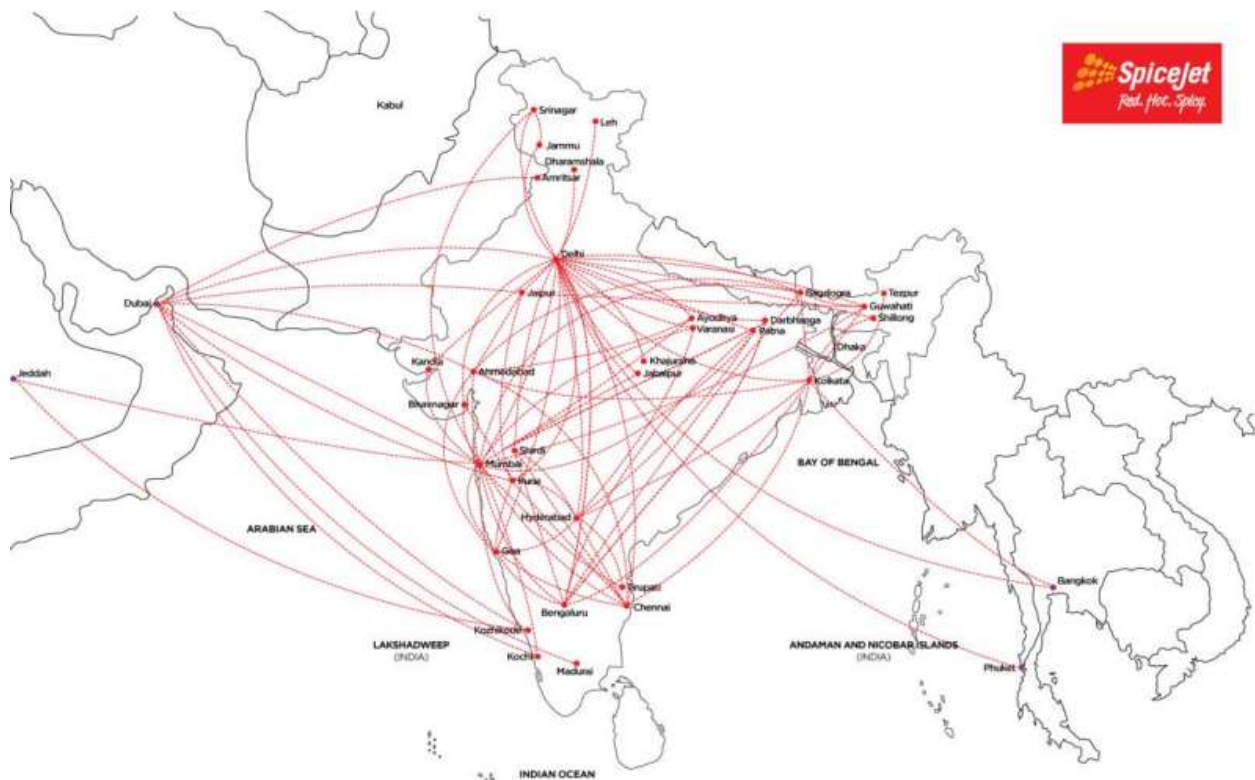 SpiceJet
Red. Hot. Spicy.
Kabul
Srinagar
Leh
Jammu
Dharamshala
Amritsar
Delhi
Dubai
Jaipur
Bagdogra
Tezpur
Guwahati
Shillong
Ayodhya
Darbhanga
Varanasi
Patna
Dhaka
Kandla
Khajuraho
Jeddah
Ahmedabad
Jabalpur
Kolkata
Bhavnagar
Shirdi
Mumbai
BAY OF BENGAL
Pune
Hyderabad
ARABIAN SEA
Goa
Tirupati
Bangkok
Bengaluru
Chennai
Kozhikode
LAKSHADWEEP
(INDIA)
ANDAMAN AND NICOBAR ISLANDS
(INDIA)
Kochi
Madurai
Phuket
INDIAN OCEAN